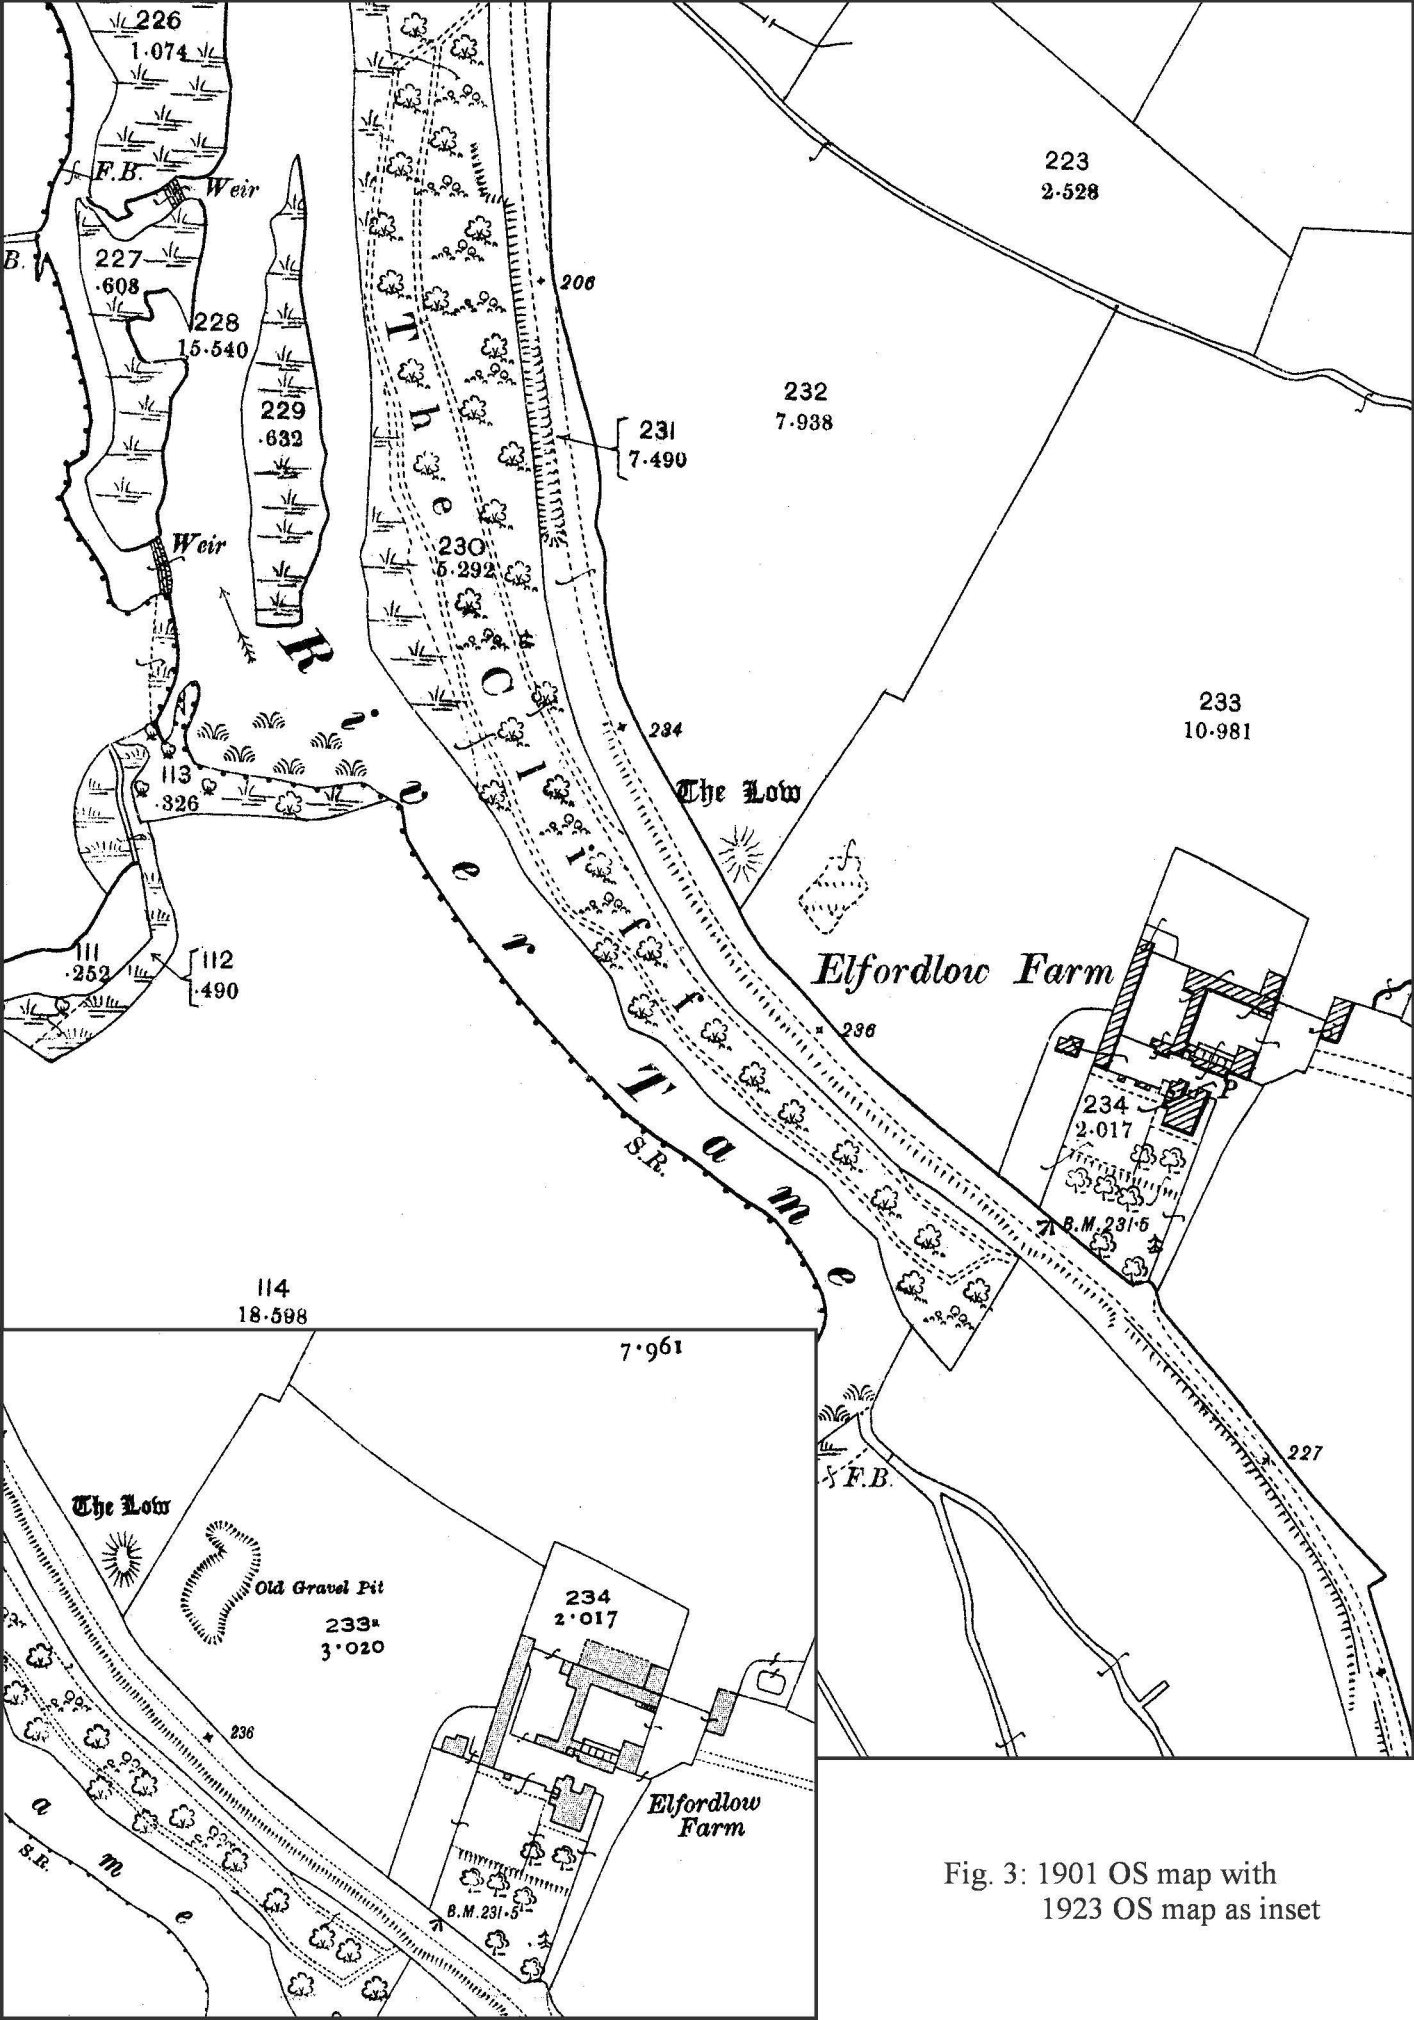 226
1·074
F.B.
Weir
B.
227
·608
228
15·540
229
·632
206
223
2·528
232
7·938
231
7·490
The Cliff
230
5·292
Weir
River Tame
234
233
10·981
The Low
113
·326
111
·252
112
·490
Elfordlow Farm
236
234
2·017
P
S.R.
B.M.231·5
114
18·598
F.B.
227
7·961
The Low
Old Gravel Pit
233a
3·020
234
2·017
236
Elfordlow
Farm
B.M.231·5
a m e
S.R.
Fig. 3: 1901 OS map with
1923 OS map as inset